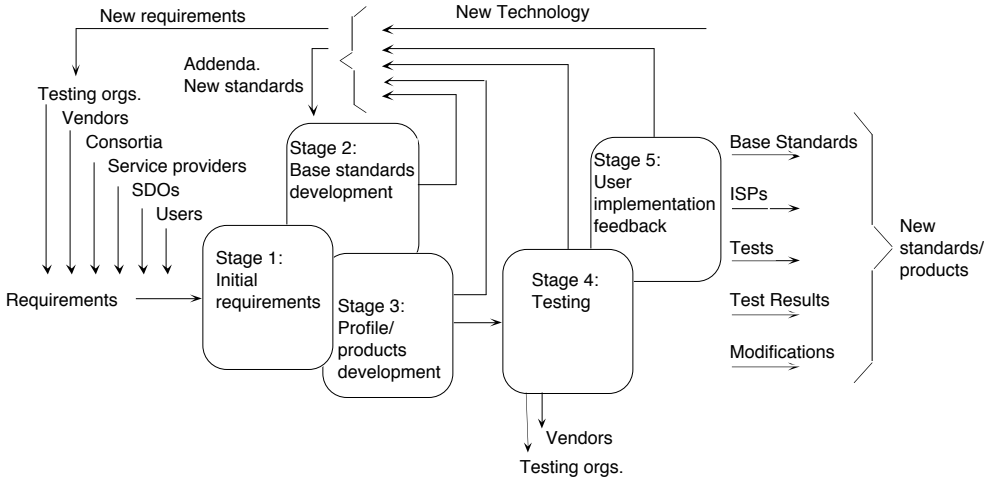 New requirements
New Technology
Addenda.
New standards
Testing orgs.
Vendors
Consortia
Service providers
SDOs
Users
Requirements
Stage 1:
Initial
requirements
Stage 2:
Base standards
development
Stage 3:
Profile/
products
development
Stage 4:
Testing
Vendors
Testing orgs.
Stage 5:
User
implementation
feedback
Base Standards
ISPs
Tests
Test Results
Modifications
New
standards/
products